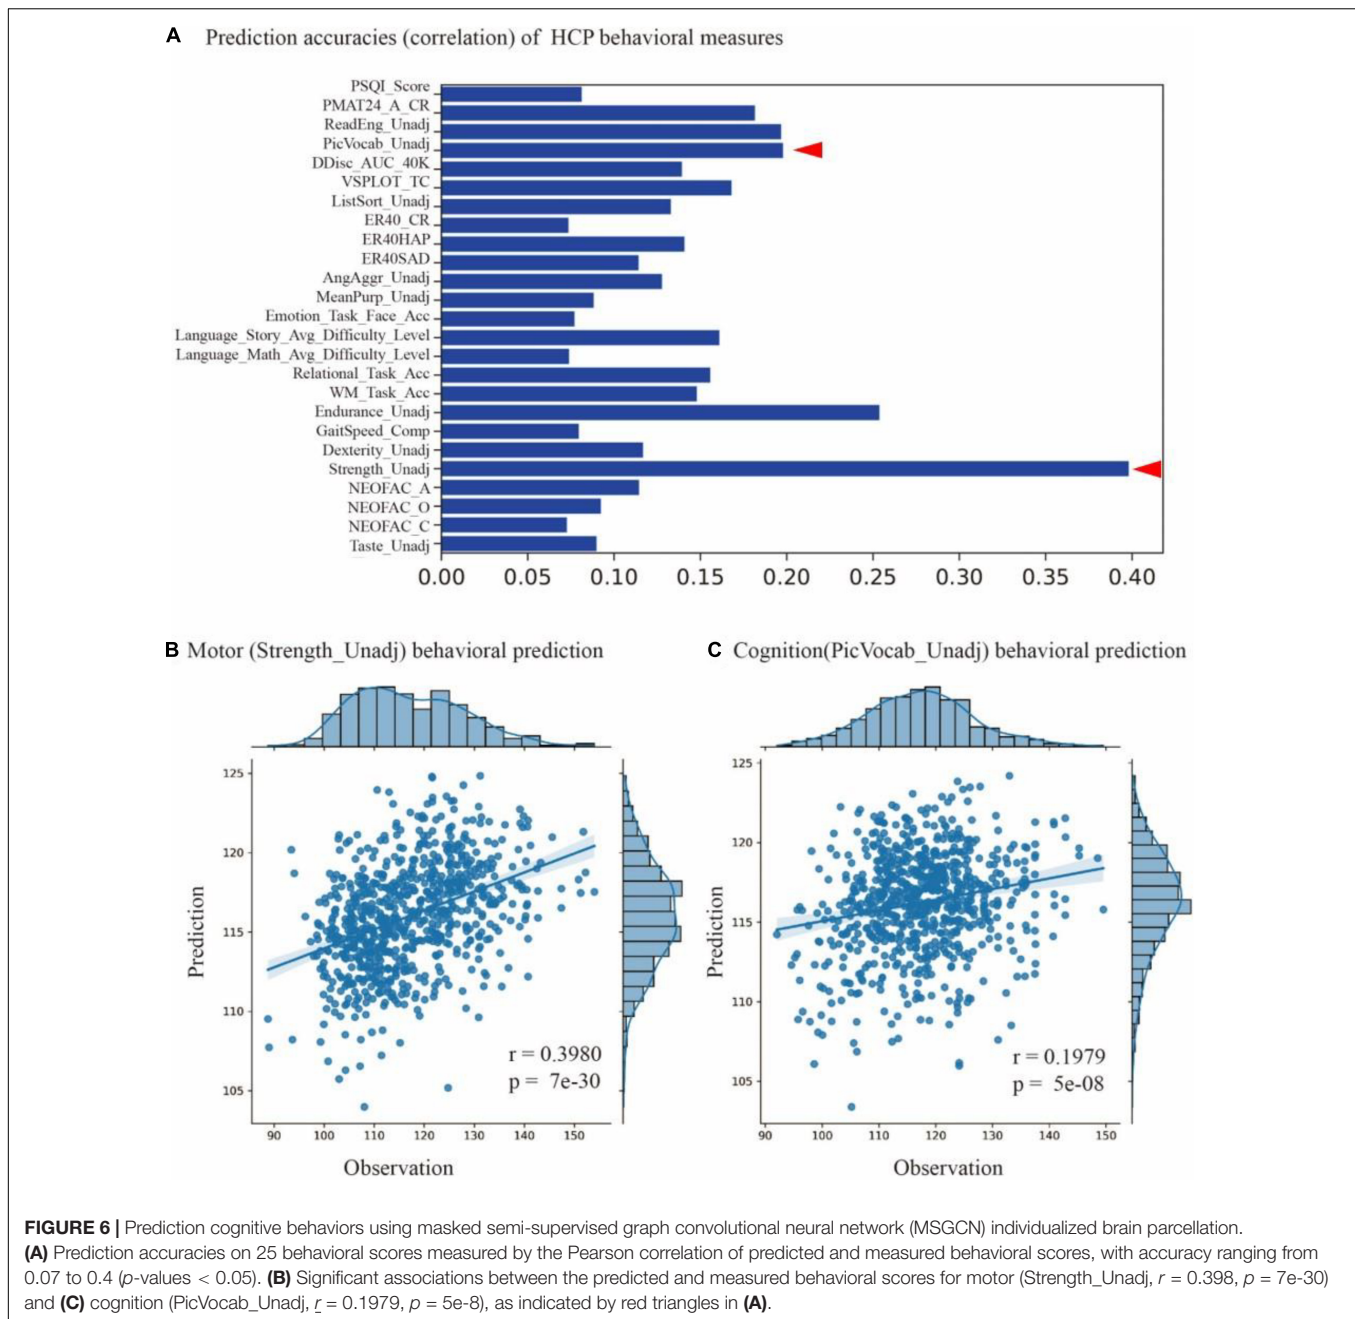 A Prediction accuracies (correlation) of HCP behavioral measures
PSQI_Score
PMAT24_A_CR
ReadEng_Unadj
PicVocab_Unadj
DDisc_AUC_40K
VSPLOT_TC
ListSort_Unadj
ER40_CR
ER40HAP
ER40SAD
AngAggr_Unadj
MeanPurp_Unadj
Emotion_Task_Face_Acc
Language_Story_Avg_Difficulty_Level
Language_Math_Avg_Difficulty_Level
Relational_Task_Acc
WM_Task_Acc
Endurance_Unadj
GaitSpeed_Comp
Dexterity_Unadj
Strength_Unadj
NEOFAC_A
NEOFAC_O
NEOFAC_C
Taste_Unadj
0.00 0.05 0.10 0.15 0.20 0.25 0.30 0.35 0.40
B Motor (Strength_Unadj) behavioral prediction
125
120
115
110
105
Prediction
r = 0.3980
p = 7e-30
90 100 110 120 130 140 150
Observation
C Cognition(PicVocab_Unadj) behavioral prediction
125
120
115
110
105
Prediction
r = 0.1979
p = 5e-08
90 100 110 120 130 140 150
Observation
FIGURE 6 | Prediction cognitive behaviors using masked semi-supervised graph convolutional neural network (MSGCN) individualized brain parcellation.
(A) Prediction accuracies on 25 behavioral scores measured by the Pearson correlation of predicted and measured behavioral scores, with accuracy ranging from
0.07 to 0.4 (p-values < 0.05). (B) Significant associations between the predicted and measured behavioral scores for motor (Strength_Unadj, r = 0.398, p = 7e-30)
and (C) cognition (PicVocab_Unadj, r = 0.1979, p = 5e-8), as indicated by red triangles in (A).